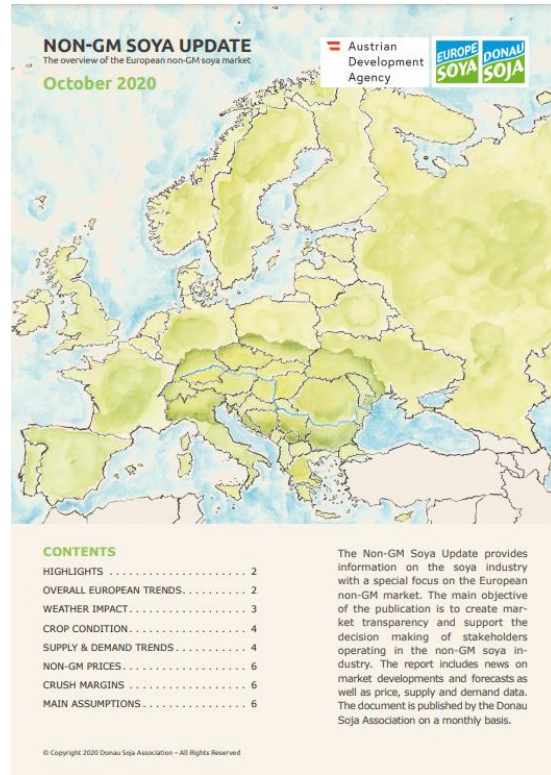 NON-GM SOYA UPDATE
The overview of the European non-GM soya market
October 2020
Austrian
Development
Agency
EUROPE
SOYA
DONAU
SOJA
CONTENTS
HIGHLIGHTS . . . . . . . . . . . . . . . . . . . . 2
OVERALL EUROPEAN TRENDS. . . . . . . . . . 2
WEATHER IMPACT. . . . . . . . . . . . . . . . . 3
CROP CONDITION. . . . . . . . . . . . . . . . . 4
SUPPLY & DEMAND TRENDS . . . . . . . . . . . 4
NON-GM PRICES. . . . . . . . . . . . . . . . . . 6
CRUSH MARGINS . . . . . . . . . . . . . . . . . 6
MAIN ASSUMPTIONS . . . . . . . . . . . . . . . 6
The Non-GM Soya Update provides
information on the soya industry
with a special focus on the European
non-GM market. The main objective
of the publication is to create mar-
ket transparency and support the
decision making of stakeholders
operating in the non-GM soya in-
dustry. The report includes news on
market developments and forecasts as
well as price, supply and demand data.
The document is published by the Donau
Soja Association on a monthly basis.
© Copyright 2020 Donau Soja Association – All Rights Reserved